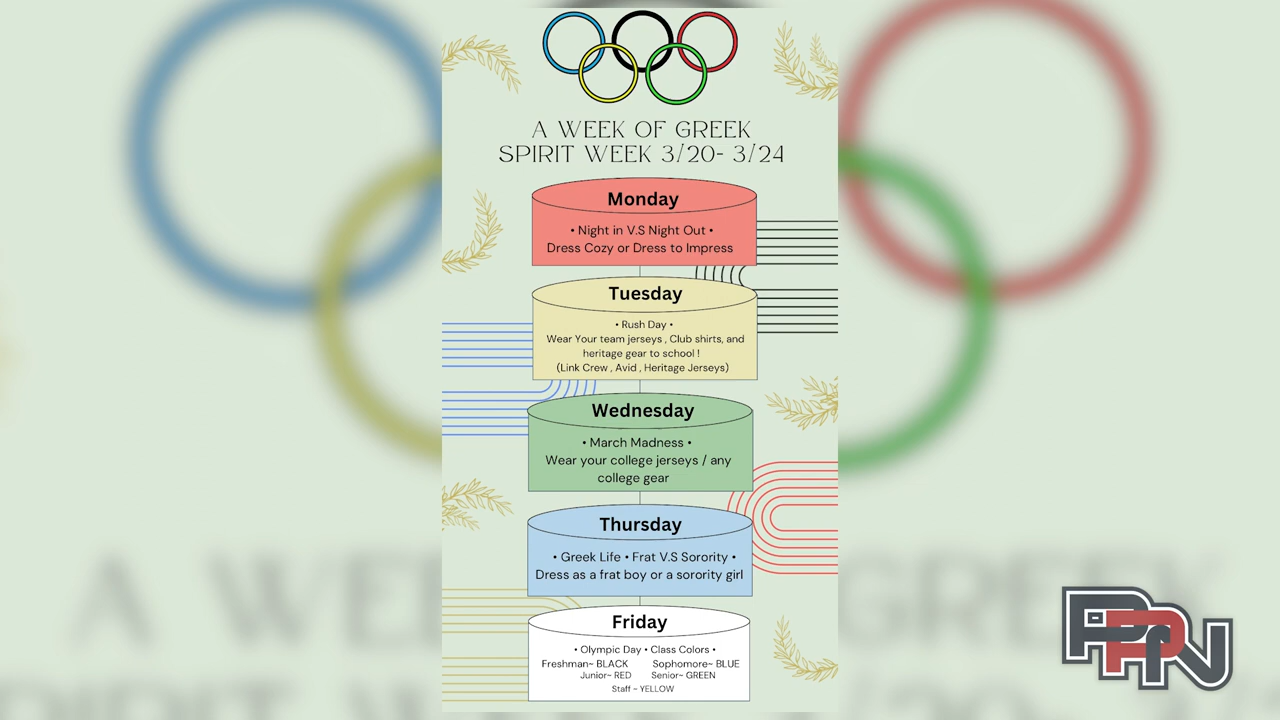 A WEEK OF GREEK
SPIRIT WEEK 3/20- 3/24
Monday
• Night in V.S Night Out •
Dress Cozy or Dress to Impress
Tuesday
• Rush Day •
Wear Your team jerseys , Club shirts, and
heritage gear to school !
(Link Crew , Avid , Heritage Jerseys)
Wednesday
• March Madness •
Wear your college jerseys / any
college gear
Thursday
• Greek Life • Frat V.S Sorority •
Dress as a frat boy or a sorority girl
Friday
• Olympic Day • Class Colors •
Freshman~ BLACK Sophomore~ BLUE
Junior~ RED Senior~ GREEN
Staff ~ YELLOW
PPN